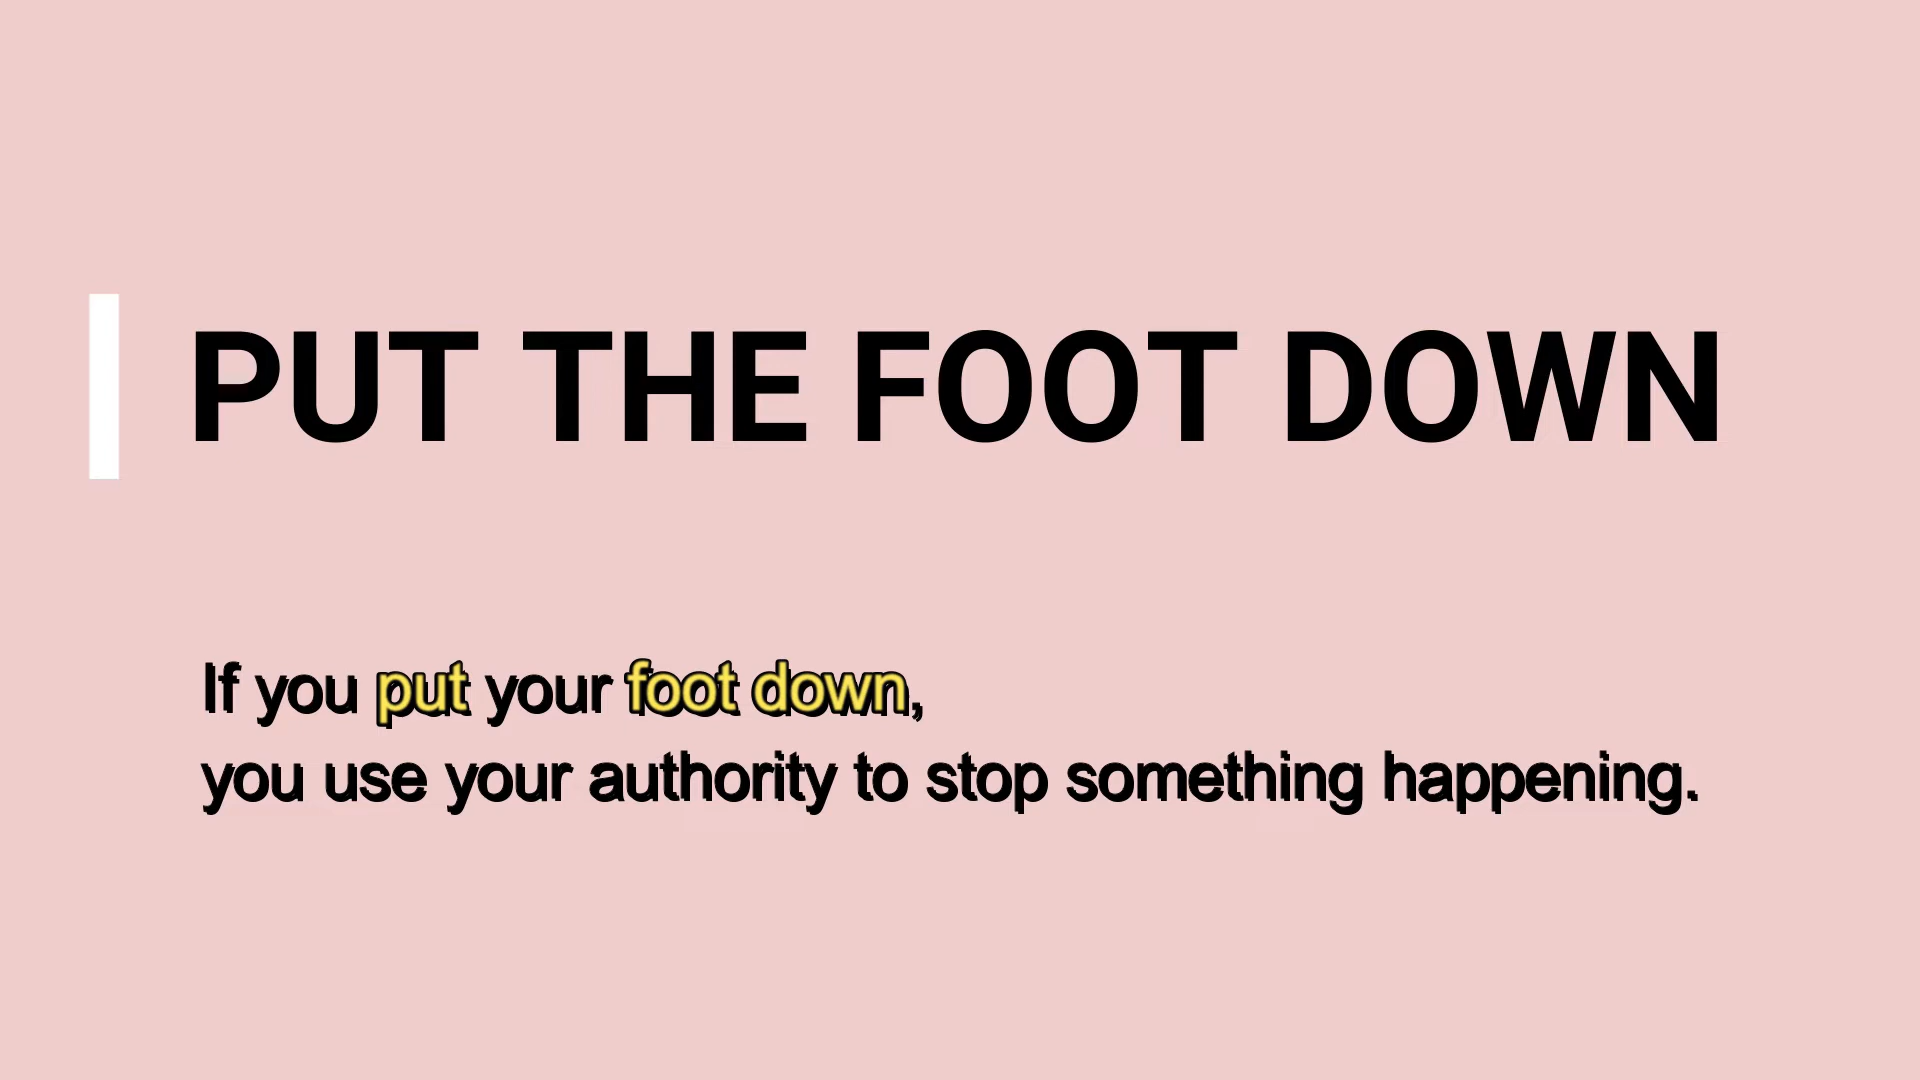 PUT THE FOOT DOWN
If you put your foot down,
you use your authority to stop something happening.